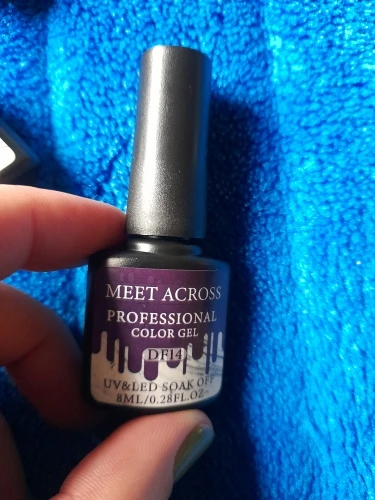 MEET ACROSS
PROFESSIONAL
COLOR GEL
DF14
UV&LED SOAK OFF
8ML/0.28FL.OZ